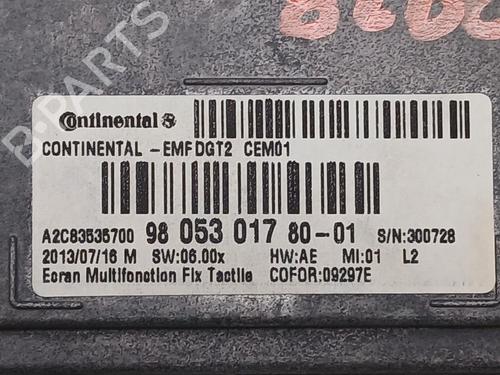 Continental
CONTINENTAL -EMFDGT2 CEM01
A2C83535700 98 053 017 80-01 S/N:300728
2013/07/16 M SW:06.00x HW:AE MI:01 L2
Ecran Multifonction Fix Tactile COFOR:09297E
B-PARTS